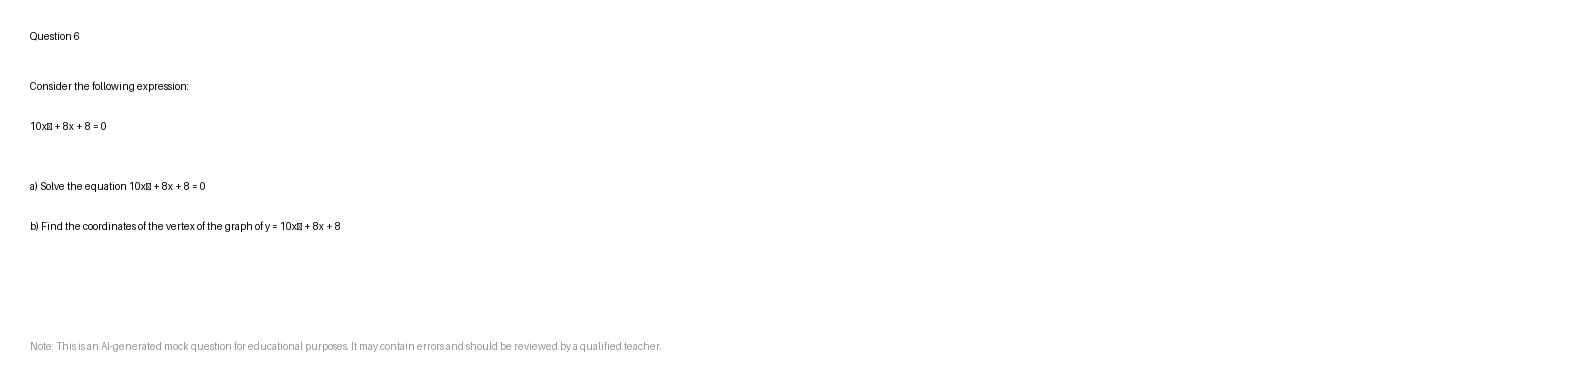 Question 6
Consider the following expression:
10x☒ + 8x + 8 = 0
a) Solve the equation 10x☒ + 8x + 8 = 0
b) Find the coordinates of the vertex of the graph of y = 10x☒ + 8x + 8
Note: This is an AI-generated mock question for educational purposes. It may contain errors and should be reviewed by a qualified teacher.